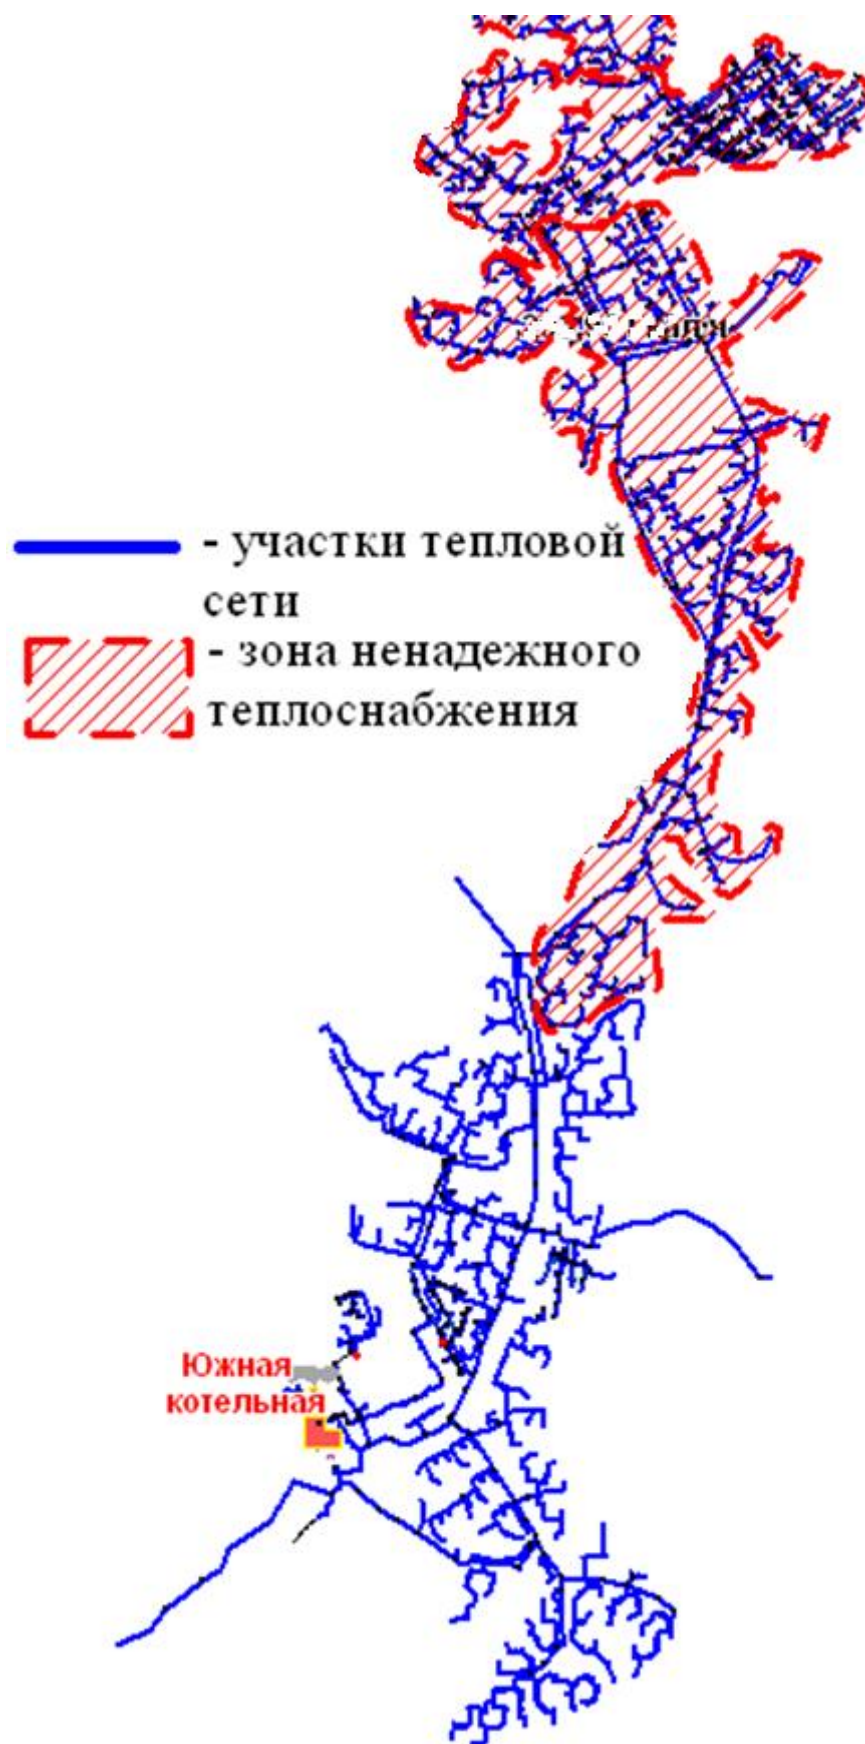 - участки тепловой
сети
- зона ненадежного
теплоснабжения
Южная
котельная